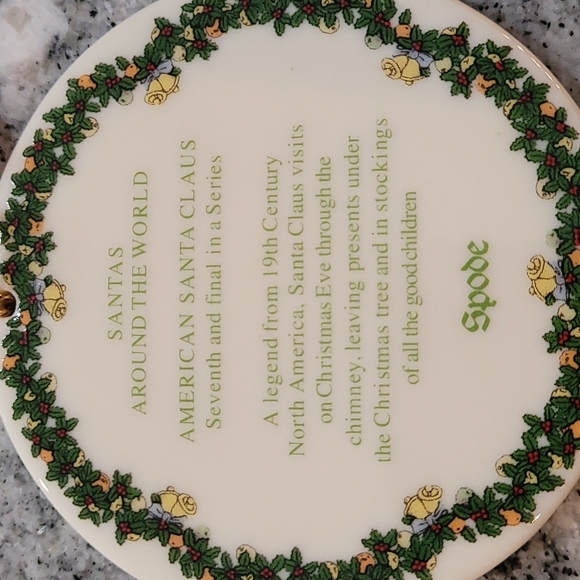 SANTAS
AROUND THE WORLD
AMERICAN SANTA CLAUS
Seventh and final in a Series
A legend from 19th Century
North America, Santa Claus visits
on Christmas Eve through the
chimney, leaving presents under
the Christmas tree and in stockings
of all the good children
Spode